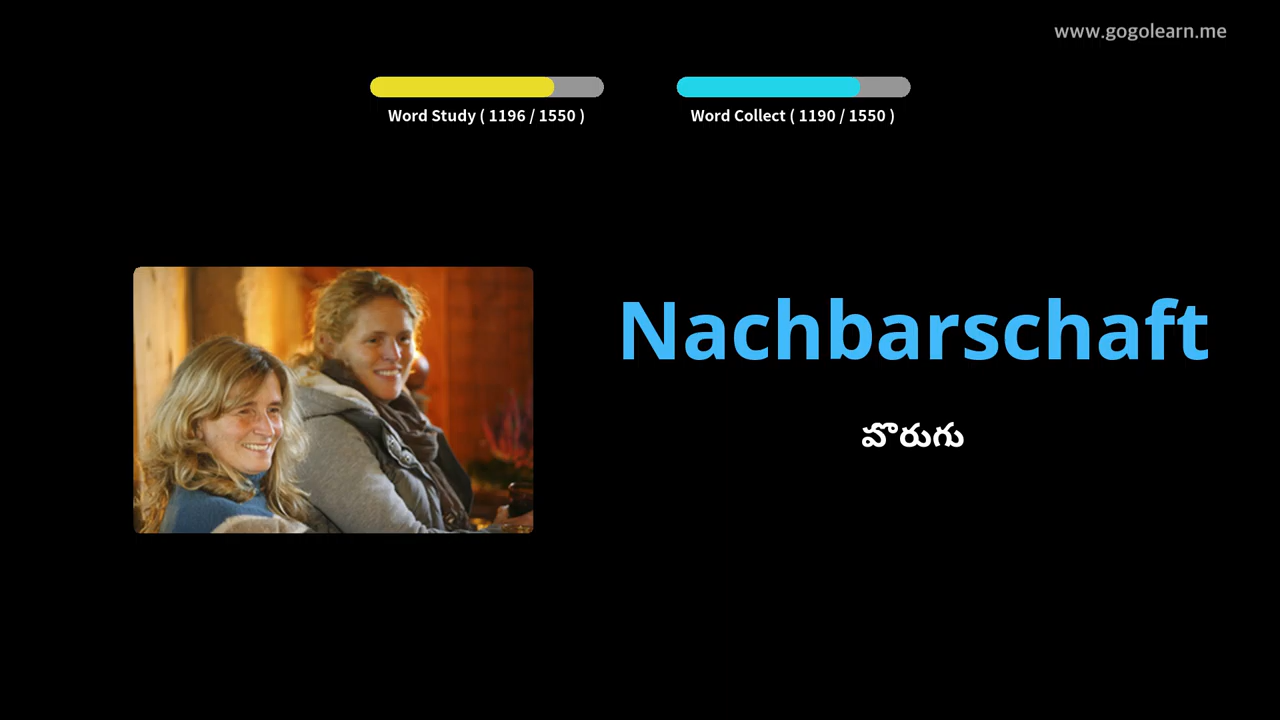 www.gogolearn.me
Word Study ( 1196 / 1550 )
Word Collect ( 1190 / 1550 )
Nachbarschaft
పొరుగు